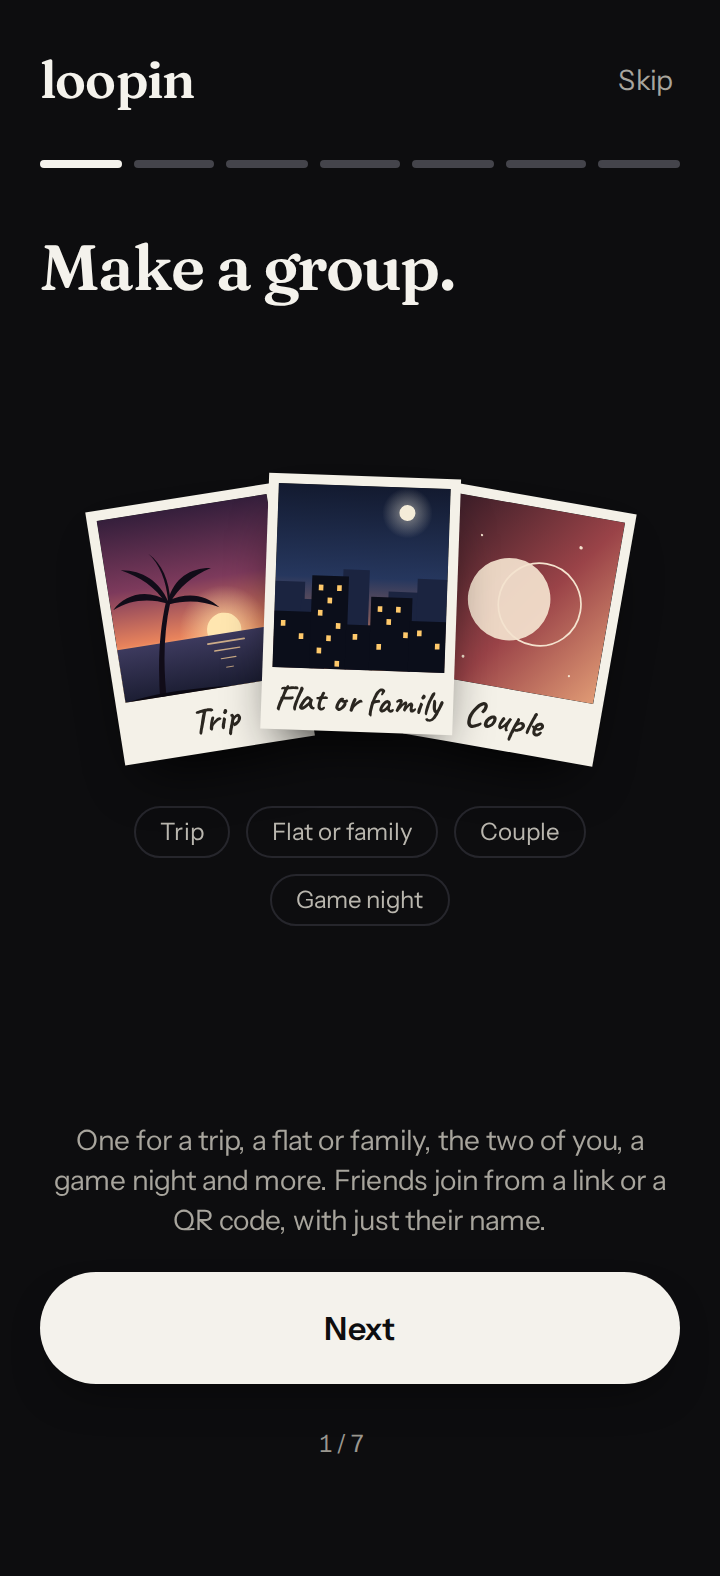 loopin
Skip
Make a group.
Trip
Flat or family
Couple
Trip
Flat or family
Couple
Game night
One for a trip, a flat or family, the two of you, a
game night and more. Friends join from a link or a
QR code, with just their name.
Next
1 / 7